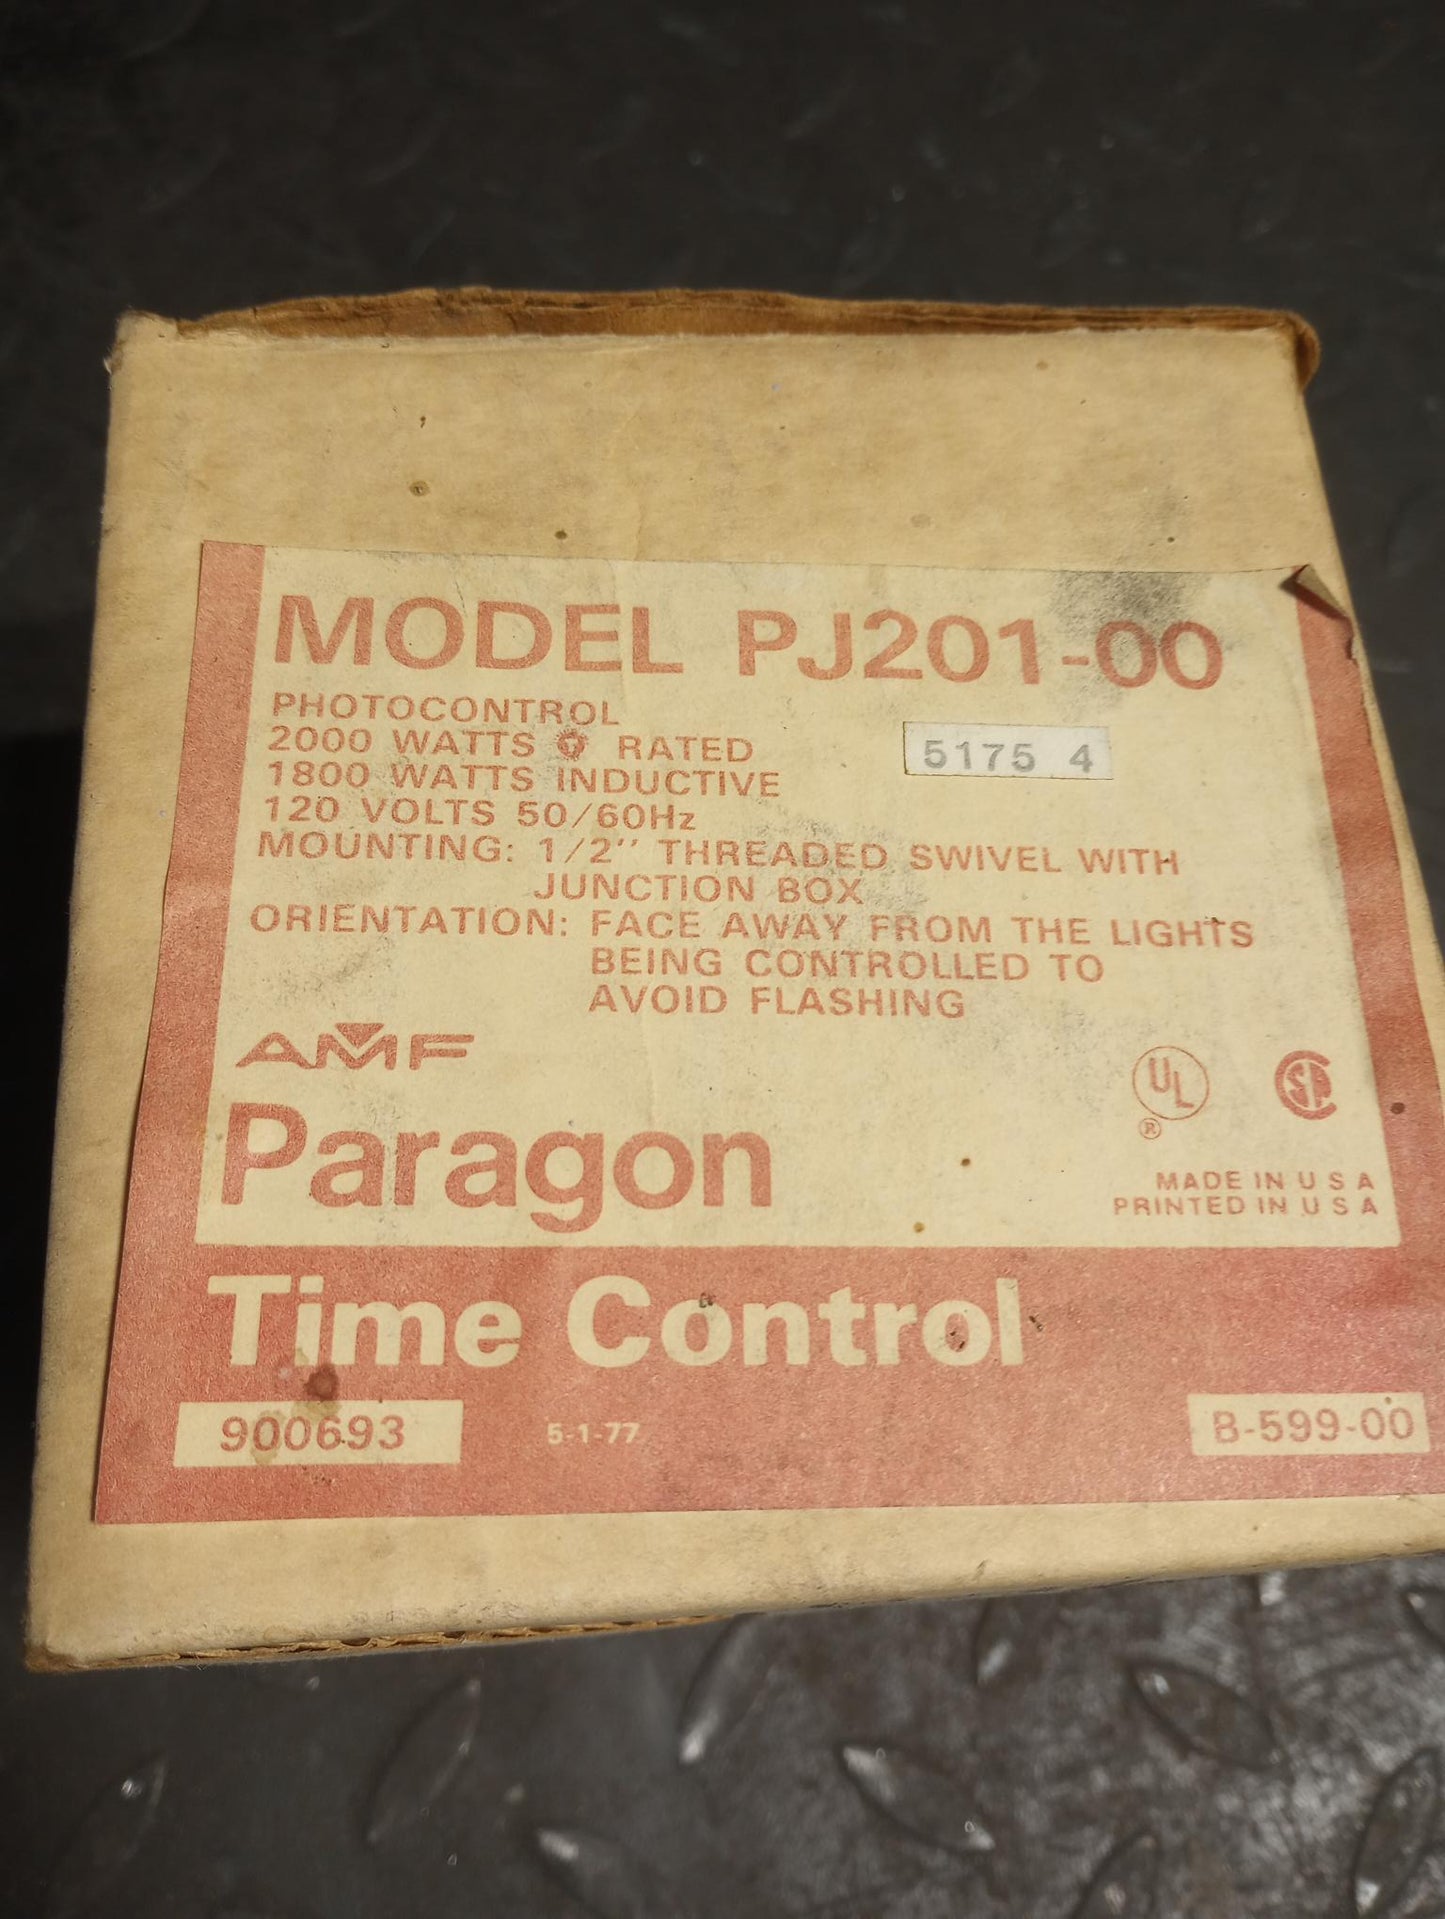 MODEL PJ201-00
PHOTOCONTROL
2000 WATTS T RATED
5175 4
1800 WATTS INDUCTIVE
120 VOLTS 50/60Hz
MOUNTING: 1/2" THREADED SWIVEL WITH
JUNCTION BOX
ORIENTATION: FACE AWAY FROM THE LIGHTS
BEING CONTROLLED TO
AVOID FLASHING
AMF
Paragon
UL
®
CSA
MADE IN U S A
PRINTED IN U S A
Time Control
900693
5-1-77
B-599-00